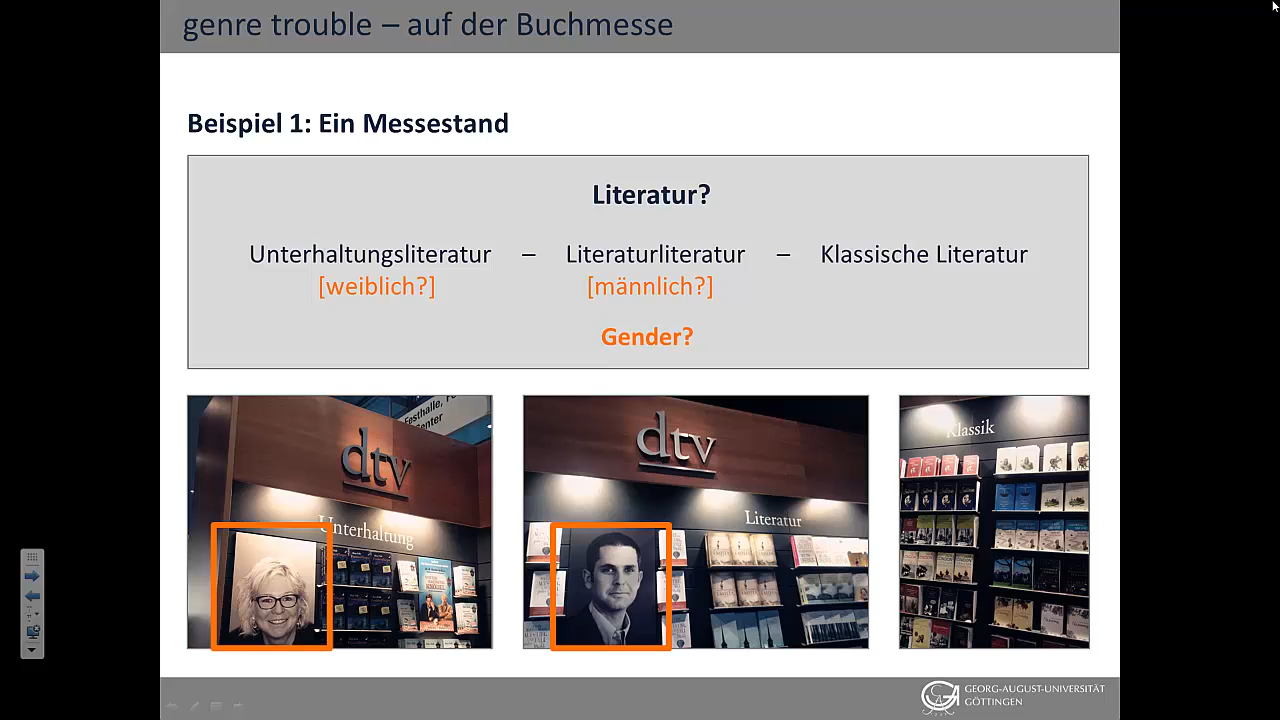 genre trouble – auf der Buchmesse
Beispiel 1: Ein Messestand
Literatur?
Unterhaltungsliteratur – Literaturliteratur – Klassische Literatur
[weiblich?] [männlich?]
Gender?
Festhalle,
dtv
Unterhaltung
dtv
Literatur
Klassik
GEORG-AUGUST-UNIVERSITÄT
GÖTTINGEN